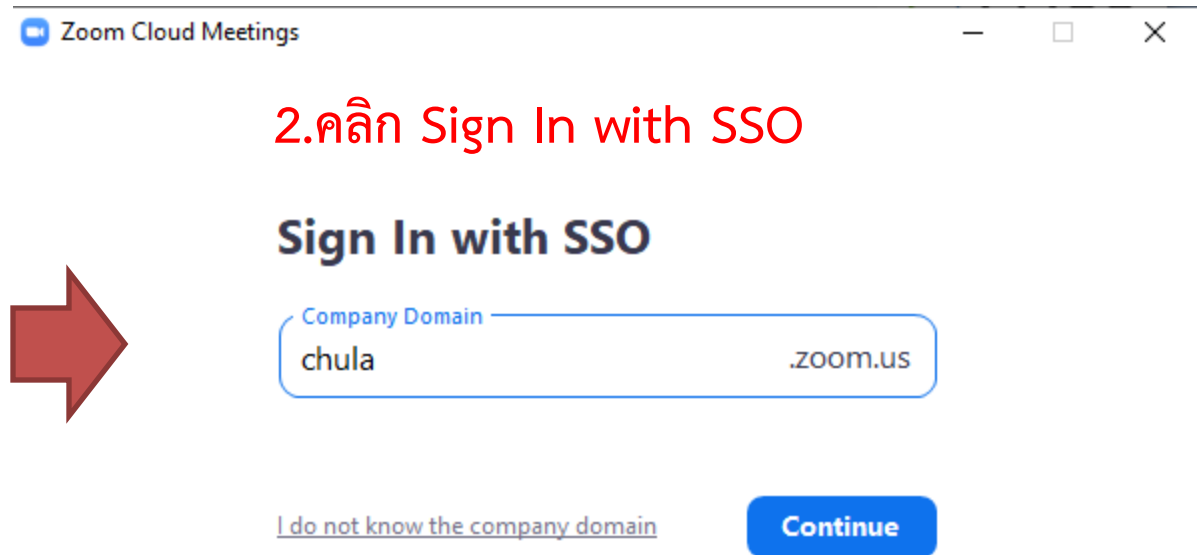 Zoom Cloud Meetings
2.คลิก Sign In with SSO
Sign In with SSO
Company Domain
chula .zoom.us
I do not know the company domain Continue